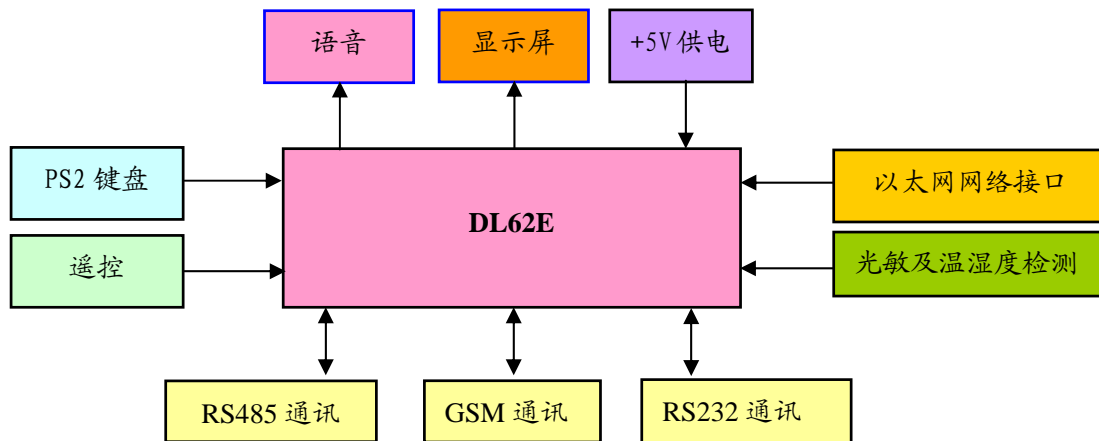 语音
显示屏
+5V 供电
PS2 键盘
以太网网络接口
DL62E
遥控
光敏及温湿度检测
RS485 通讯
GSM 通讯
RS232 通讯